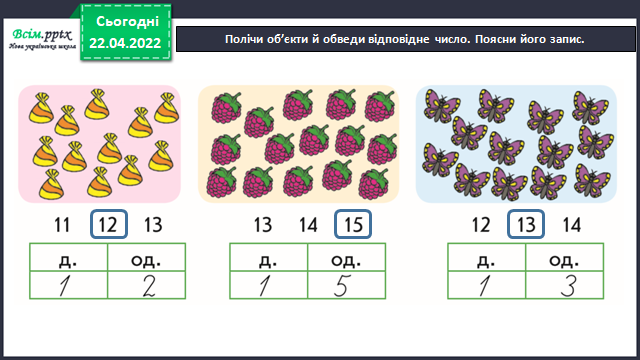 Всім.pptx
Нова українська школа
Сьогодні
22.04.2022
Полічи об'єкти й обведи відповідне число. Поясни його запис.
11 12 13
13 14 15
12 13 14
д. од.
1 2
д. од.
1 5
д. од.
1 3